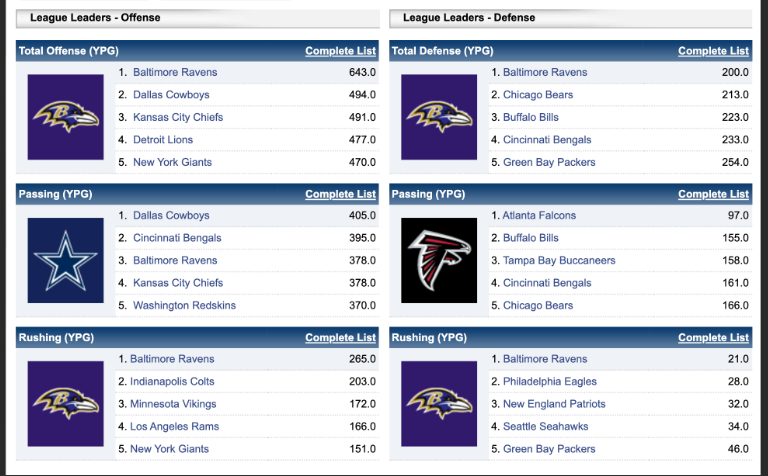 League Leaders - Offense
Total Offense (YPG) Complete List
1. Baltimore Ravens 643.0
2. Dallas Cowboys 494.0
3. Kansas City Chiefs 491.0
4. Detroit Lions 477.0
5. New York Giants 470.0
Passing (YPG) Complete List
1. Dallas Cowboys 405.0
2. Cincinnati Bengals 395.0
3. Baltimore Ravens 378.0
4. Kansas City Chiefs 378.0
5. Washington Redskins 370.0
Rushing (YPG) Complete List
1. Baltimore Ravens 265.0
2. Indianapolis Colts 203.0
3. Minnesota Vikings 172.0
4. Los Angeles Rams 166.0
5. New York Giants 151.0
League Leaders - Defense
Total Defense (YPG) Complete List
1. Baltimore Ravens 200.0
2. Chicago Bears 213.0
3. Buffalo Bills 223.0
4. Cincinnati Bengals 233.0
5. Green Bay Packers 254.0
Passing (YPG) Complete List
1. Atlanta Falcons 97.0
2. Buffalo Bills 155.0
3. Tampa Bay Buccaneers 158.0
4. Cincinnati Bengals 161.0
5. Chicago Bears 166.0
Rushing (YPG) Complete List
1. Baltimore Ravens 21.0
2. Philadelphia Eagles 28.0
3. New England Patriots 32.0
4. Seattle Seahawks 34.0
5. Green Bay Packers 46.0